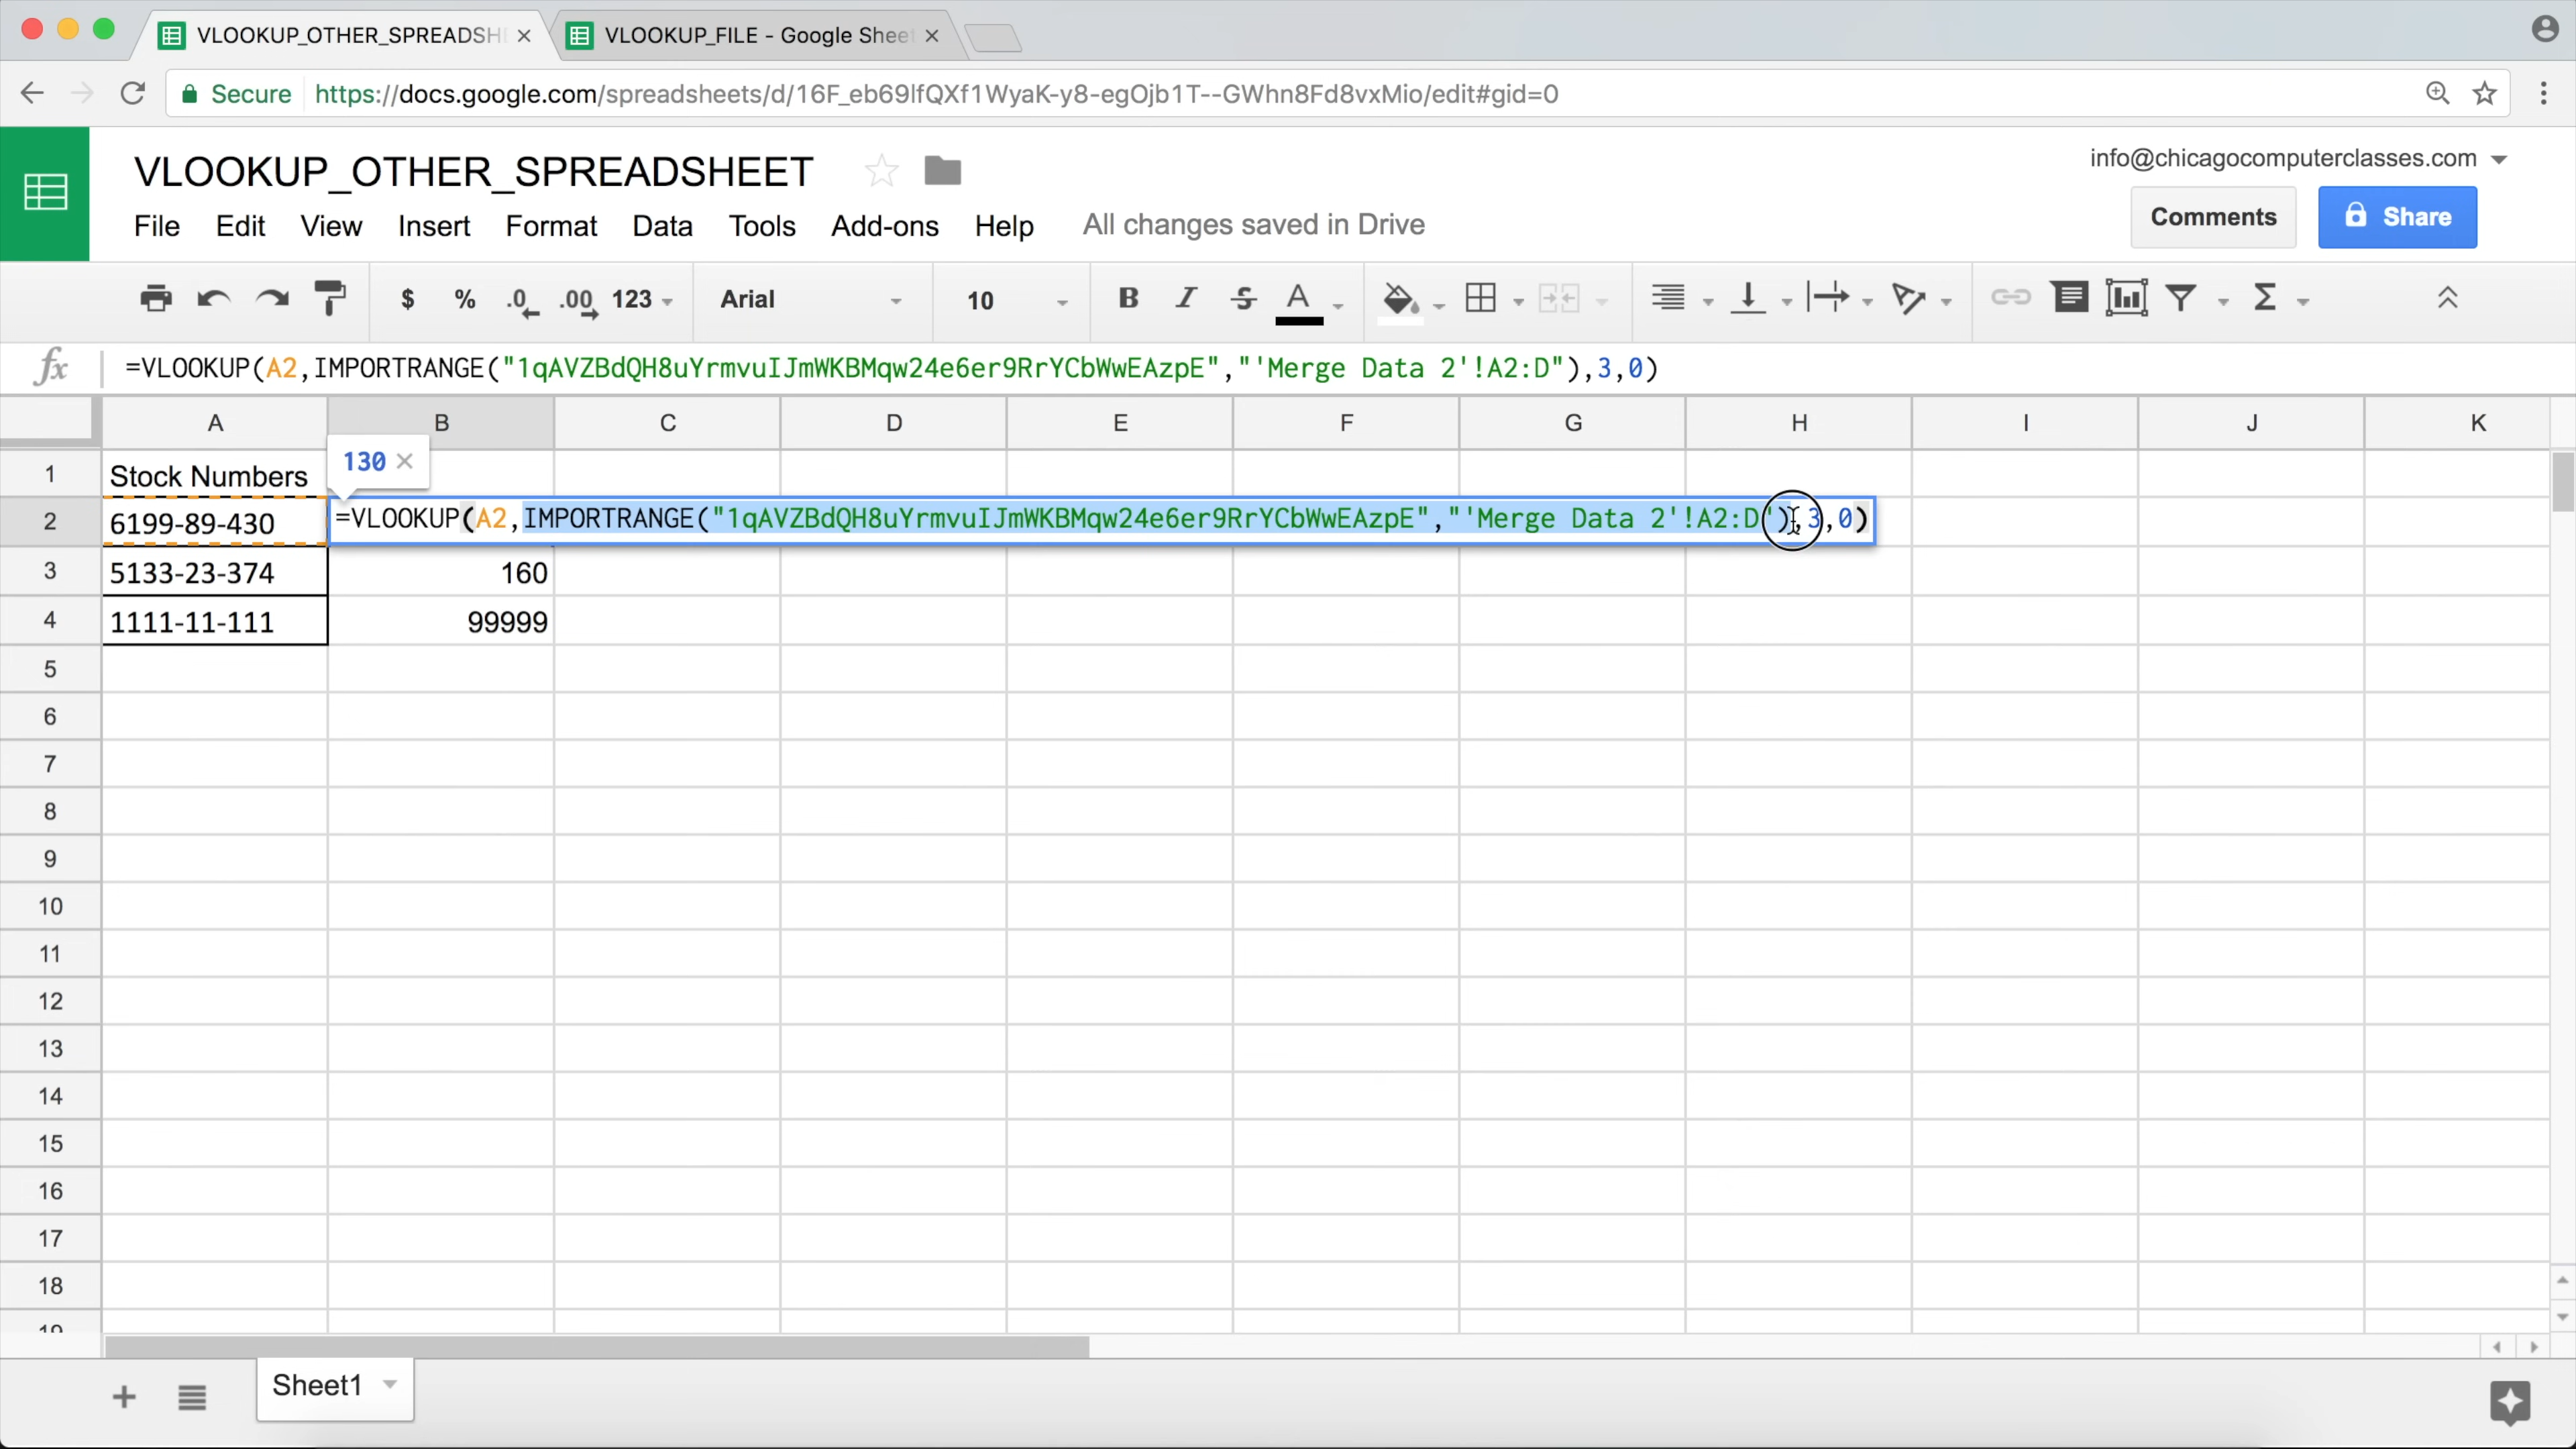 VLOOKUP_OTHER_SPREADSH
VLOOKUP_FILE - Google Sheet
Secure https://docs.google.com/spreadsheets/d/16F_eb69lfQXf1WyaK-y8-egOjb1T--GWhn8Fd8vxMio/edit#gid=0
VLOOKUP_OTHER_SPREADSHEET
info@chicagocomputerclasses.com
File Edit View Insert Format Data Tools Add-ons Help All changes saved in Drive
Comments Share
$ % .0 .00 123 Arial 10 B I S A Σ
fx =VLOOKUP(A2,IMPORTRANGE("1qAVZBdQH8uYrmvuIJmWKBMqw24e6er9RrYCbWwEAzpE","'Merge Data 2'!A2:D"),3,0)
A B C D E F G H I J K
130 ×
1 Stock Numbers
2 6199-89-430 =VLOOKUP(A2,IMPORTRANGE("1qAVZBdQH8uYrmvuIJmWKBMqw24e6er9RrYCbWwEAzpE","'Merge Data 2'!A2:D"),3,0)
3 5133-23-374 160
4 1111-11-111 99999
5
6
7
8
9
10
11
12
13
14
15
16
17
18
19
Sheet1